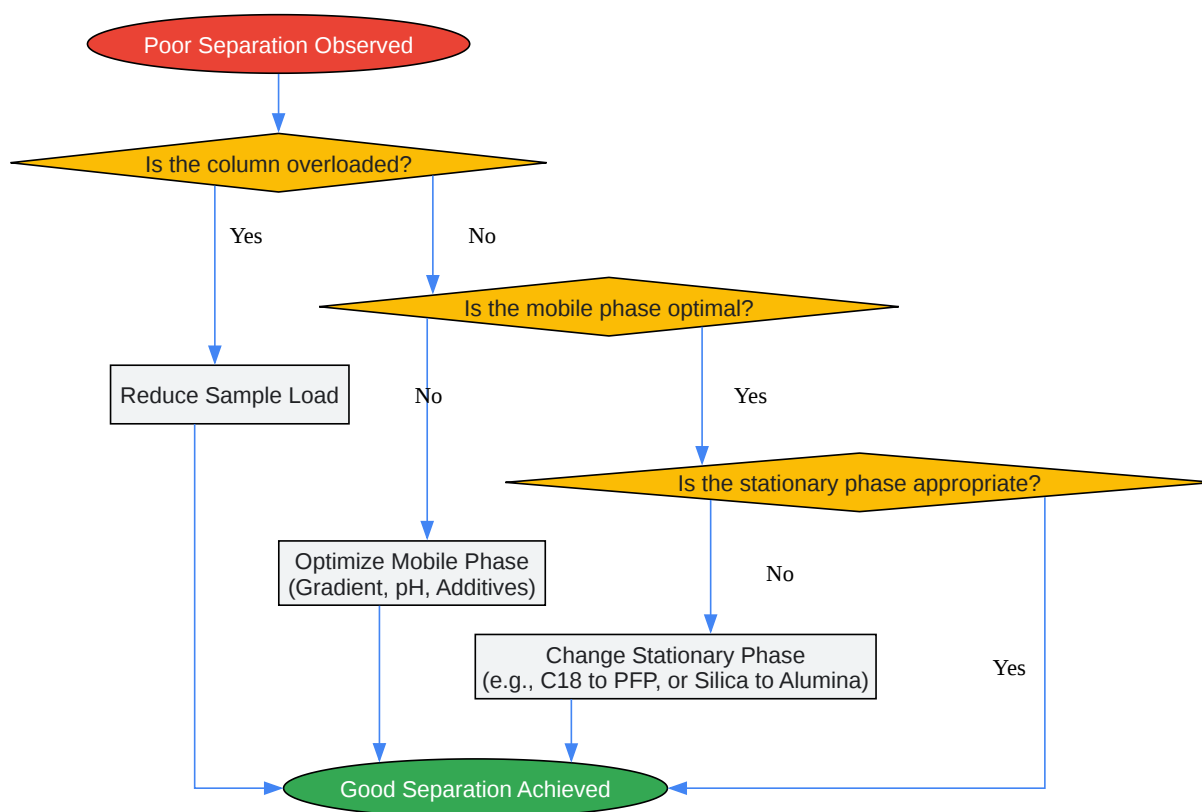 Poor Separation Observed
Is the column overloaded?
Yes
No
Is the mobile phase optimal?
Reduce Sample Load
No
Yes
Is the stationary phase appropriate?
Optimize Mobile Phase
(Gradient, pH, Additives)
No
Change Stationary Phase
(e.g., C18 to PFP, or Silica to Alumina)
Yes
Good Separation Achieved